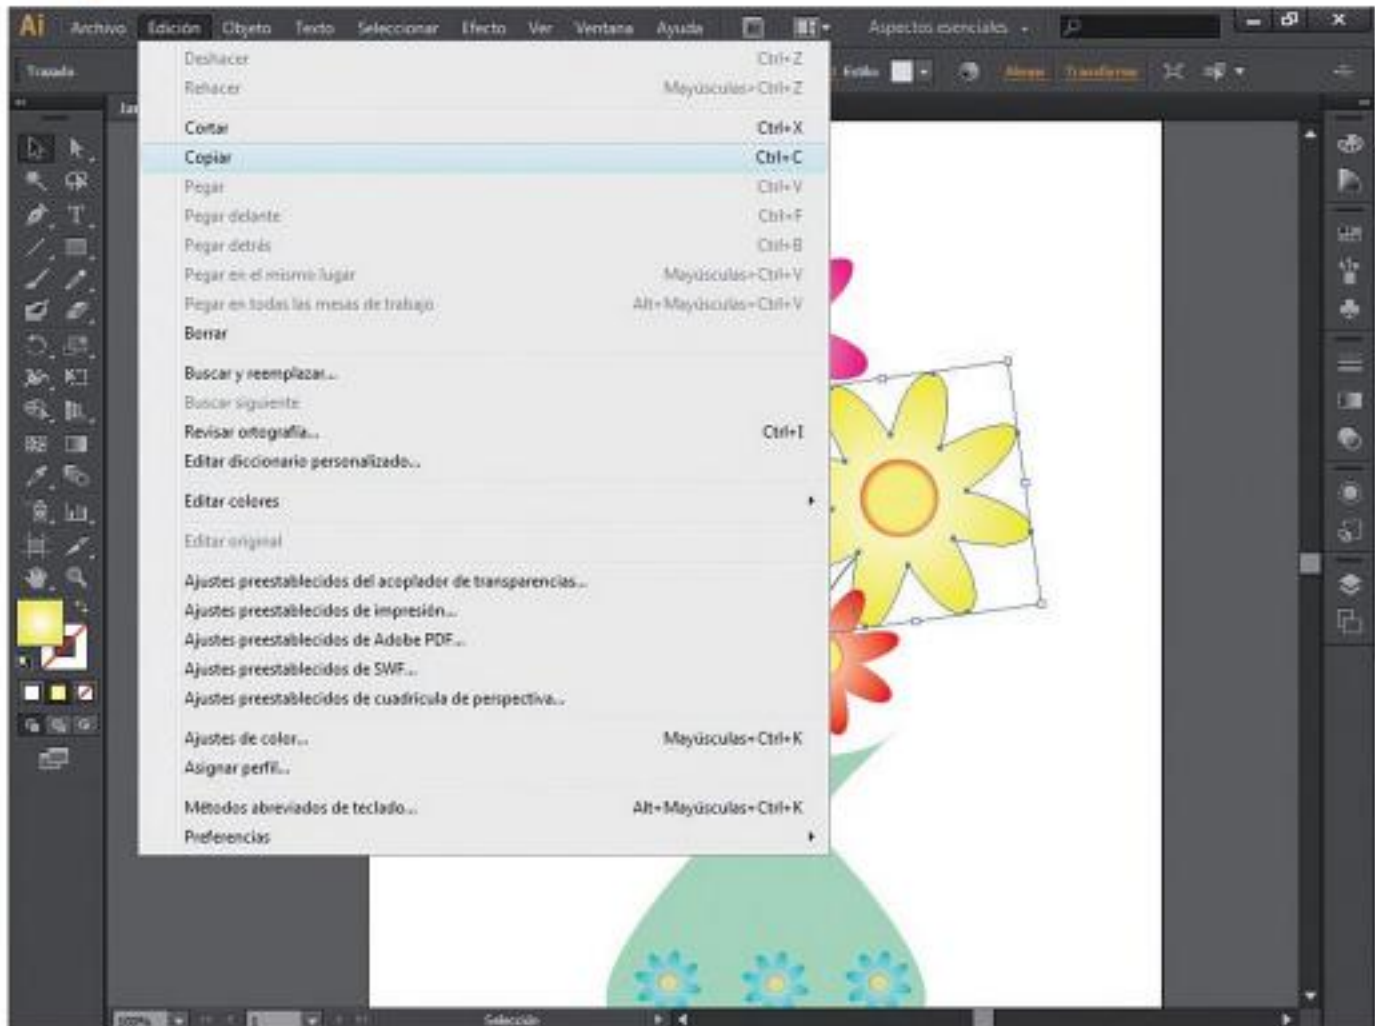 Ai Archivo Edición Objeto Texto Seleccionar Efecto Ver Ventana Ayuda Aspectos esenciales
Trazado Estilo Transformar
Deshacer Ctrl+Z
Rehacer Mayúsculas+Ctrl+Z
Cortar Ctrl+X
Copiar Ctrl+C
Pegar Ctrl+V
Pegar delante Ctrl+F
Pegar detrás Ctrl+B
Pegar en el mismo lugar Mayúsculas+Ctrl+V
Pegar en todas las mesas de trabajo Alt+Mayúsculas+Ctrl+V
Borrar
Buscar y reemplazar...
Buscar siguiente
Revisar ortografía... Ctrl+I
Editar diccionario personalizado...
Editar colores
Editar original
Ajustes preestablecidos del acoplador de transparencias...
Ajustes preestablecidos de impresión...
Ajustes preestablecidos de Adobe PDF...
Ajustes preestablecidos de SWF...
Ajustes preestablecidos de cuadrícula de perspectiva...
Ajustes de color... Mayúsculas+Ctrl+K
Asignar perfil...
Métodos abreviados de teclado... Alt+Mayúsculas+Ctrl+K
Preferencias
Selección